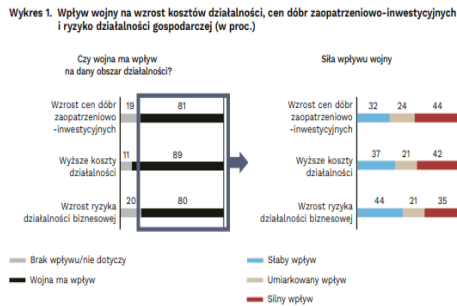 Wykres 1. Wpływ wojny na wzrost kosztów działalności, cen dóbr zaopatrzeniowo-inwestycyjnych
i ryzyko działalności gospodarczej (w proc.)
Czy wojna ma wpływ
na dany obszar działalności?
Siła wpływu wojny
Wzrost cen dóbr
zaopatrzeniowo
-inwestycyjnych
19 81
Wyższe koszty
działalności
11 89
Wzrost ryzyka
działalności biznesowej
20 80
Wzrost cen dóbr
zaopatrzeniowo
-inwestycyjnych
32 24 44
Wyższe koszty
działalności
37 21 42
Wzrost ryzyka
działalności biznesowej
44 21 35
Brak wpływu/nie dotyczy
Wojna ma wpływ
Słaby wpływ
Umiarkowany wpływ
Silny wpływ